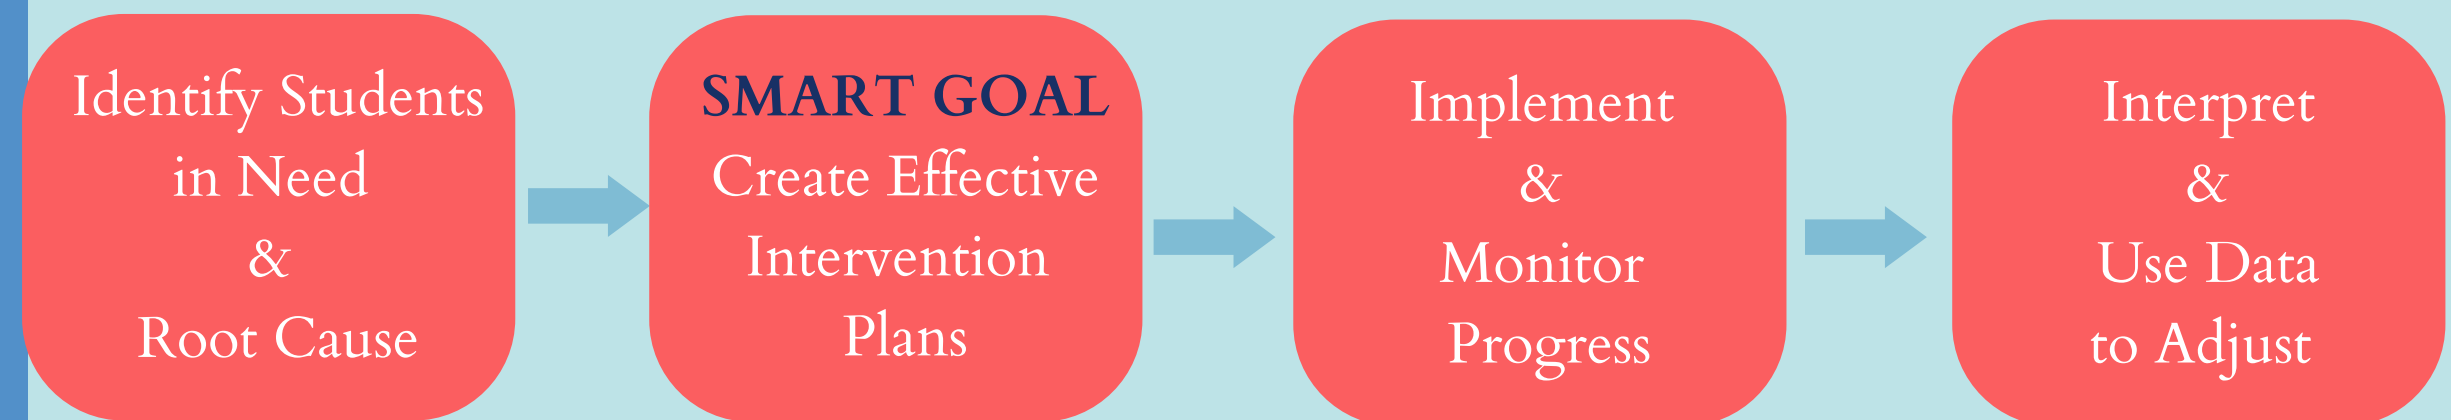 Identify Students
in Need
&
Root Cause
SMART GOAL
Create Effective
Intervention
Plans
Implement
&
Monitor
Progress
Interpret
&
Use Data
to Adjust